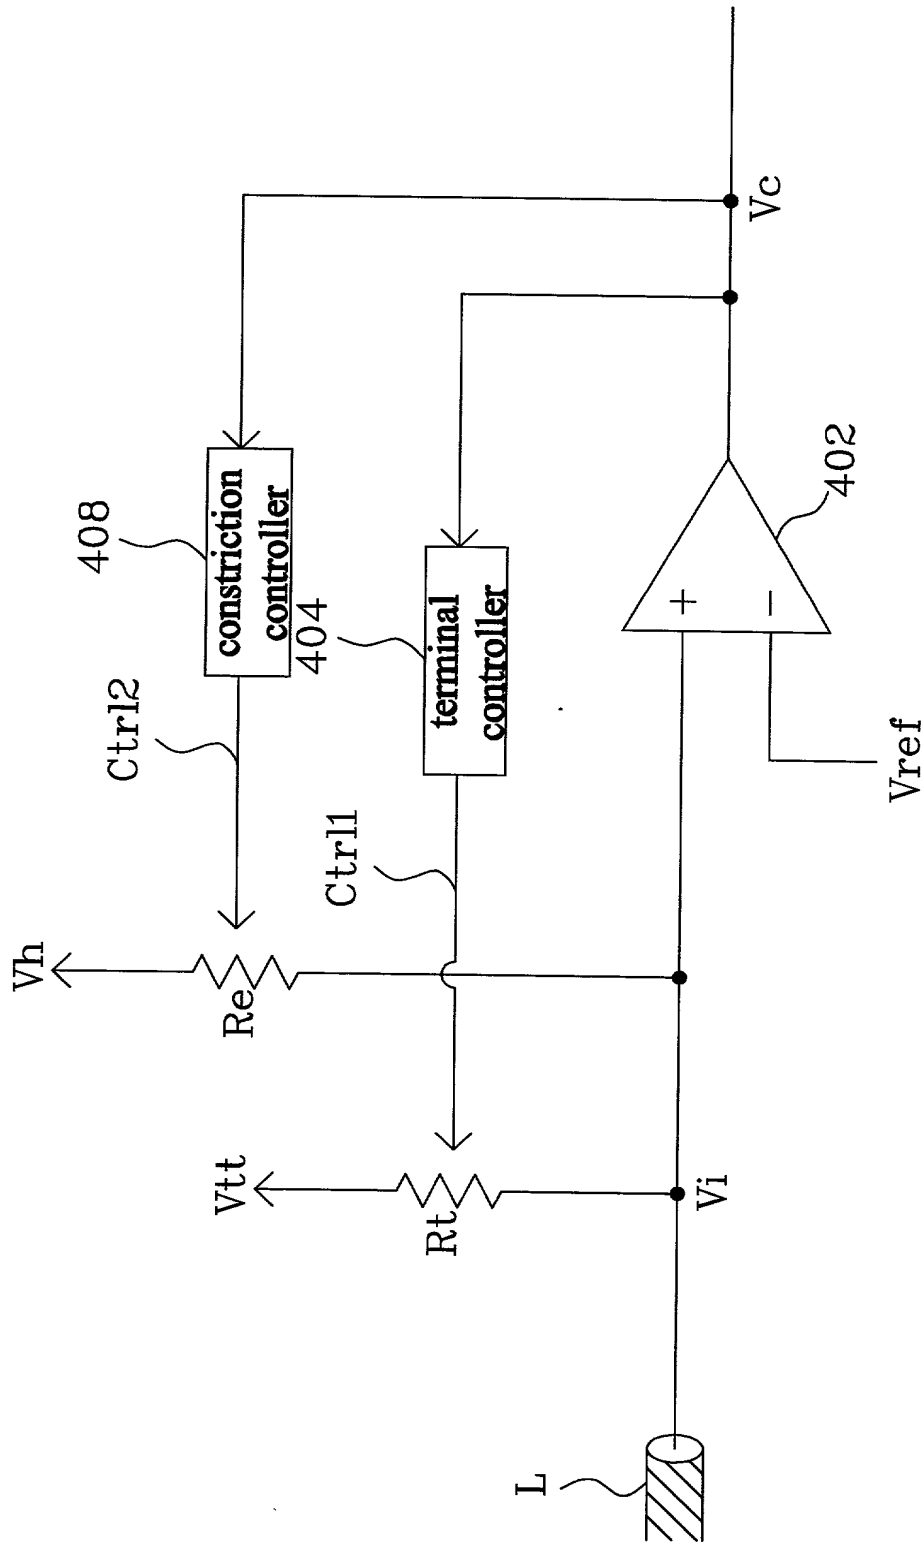 Vh
Re
Ctrl2
408
constriction
controller
Vtt
Rt
Ctrl1
404
terminal
controller
L
Vi
+
−
Vref
402
Vc